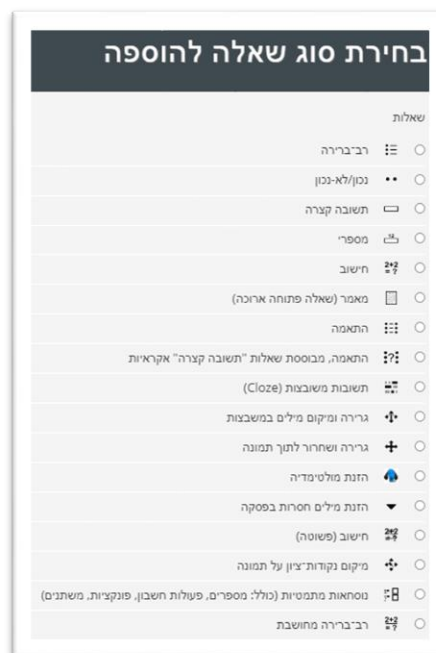 בחירת סוג שאלה להוספה
שאלות
רב־ברירה
נכון/לא-נכון
תשובה קצרה
מספרי
חישוב
מאמר (שאלה פתוחה ארוכה)
התאמה
התאמה, מבוססת שאלות "תשובה קצרה" אקראיות
תשובות משובצות (Cloze)
גרירה ומיקום מילים במשבצות
גרירה ושחרור לתוך תמונה
הזנת מולטימדיה
הזנת מילים חסרות בפסקה
חישוב (פשוטה)
מיקום נקודות־ציון על תמונה
נוסחאות מתמטיות (כולל: מספרים, פעולות חשבון, פונקציות, משתנים)
רב־ברירה מחושבת